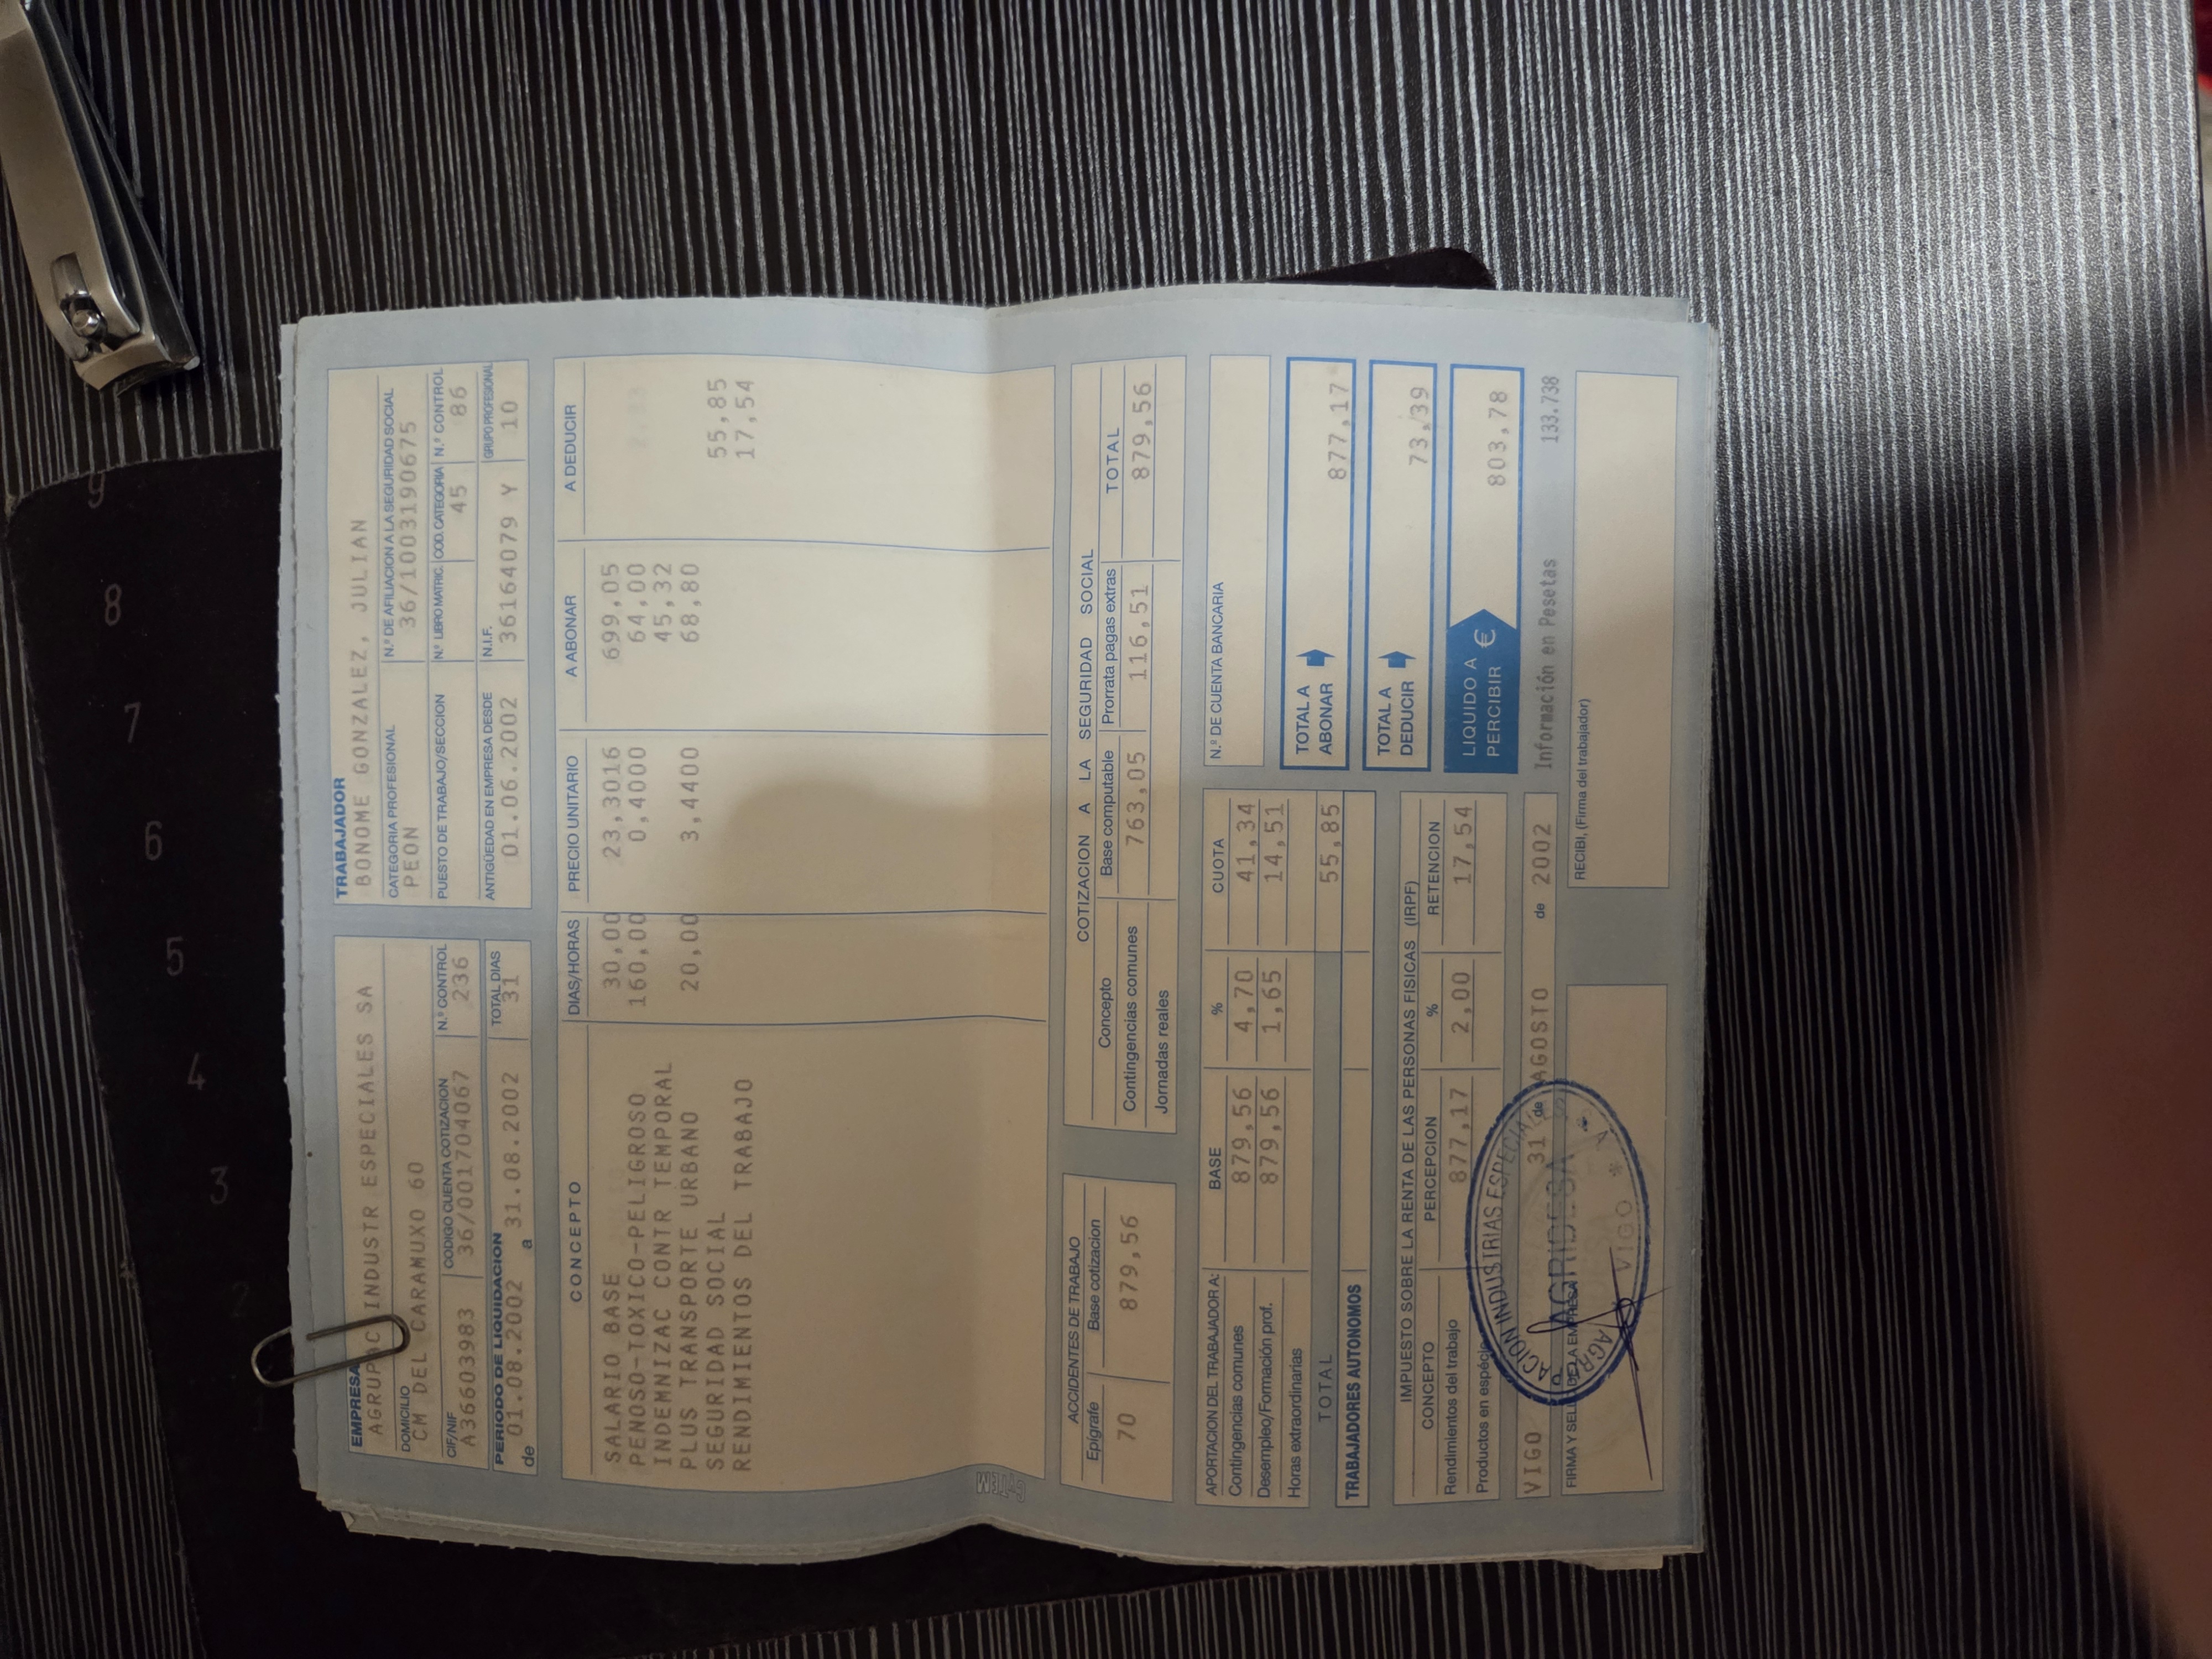 EMPRESA
AGRUPAC INDUSTR ESPECIALES SA
DOMICILIO
CM DEL CARAMUXO 60
CIF/NIF CODIGO CUENTA COTIZACION N.º CONTROL
A36603983 36/001704067 236
PERIODO DE LIQUIDACION TOTAL DIAS
de 01.08.2002 a 31.08.2002 31
TRABAJADOR
BONOME GONZALEZ, JULIAN
CATEGORIA PROFESIONAL N.º DE AFILIACION A LA SEGURIDAD SOCIAL
PEON 36/1003190675
PUESTO DE TRABAJO/SECCION N.º LIBRO MATRIC. COD.CATEGORIA N.º CONTROL
45 86
ANTIGÜEDAD EN EMPRESA DESDE N.I.F. GRUPO PROFESIONAL
01.06.2002 36164079 Y 10
CONCEPTO DIAS/HORAS PRECIO UNITARIO A ABONAR A DEDUCIR
SALARIO BASE 30,00 23,3016 699,05
PENOSO-TOXICO-PELIGROSO 160,00 0,4000 64,00
INDEMNIZAC CONTR TEMPORAL 45,32
PLUS TRANSPORTE URBANO 20,00 3,4400 68,80
SEGURIDAD SOCIAL 55,85
RENDIMIENTOS DEL TRABAJO 17,54
ACCIDENTES DE TRABAJO
Epígrafe Base cotizacion
70 879,56
COTIZACION A LA SEGURIDAD SOCIAL
Concepto Base computable Prorrata pagas extras TOTAL
Contingencias comunes 763,05 116,51 879,56
Jornadas reales
APORTACION DEL TRABAJADOR A: BASE % CUOTA
Contingencias comunes 879,56 4,70 41,34
Desempleo/Formación prof. 879,56 1,65 14,51
Horas extraordinarias
TOTAL 55,85
TRABAJADORES AUTONOMOS
N.º DE CUENTA BANCARIA
TOTAL A ABONAR 877,17
TOTAL A DEDUCIR 73,39
LIQUIDO A PERCIBIR € 803,78
IMPUESTO SOBRE LA RENTA DE LAS PERSONAS FISICAS (IRPF)
CONCEPTO PERCEPCION % RETENCION
Rendimientos del trabajo 877,17 2,00 17,54
Productos en especie
VIGO 31 de AGOSTO de 2002 Información en Pesetas 133.738
FIRMA Y SELLO DE LA EMPRESA
RECIBI, (Firma del trabajador)
AGRUPACION INDUSTRIAS ESPECIALES
AGRINDESA
VIGO
2
3
4
5
6
7
8
9